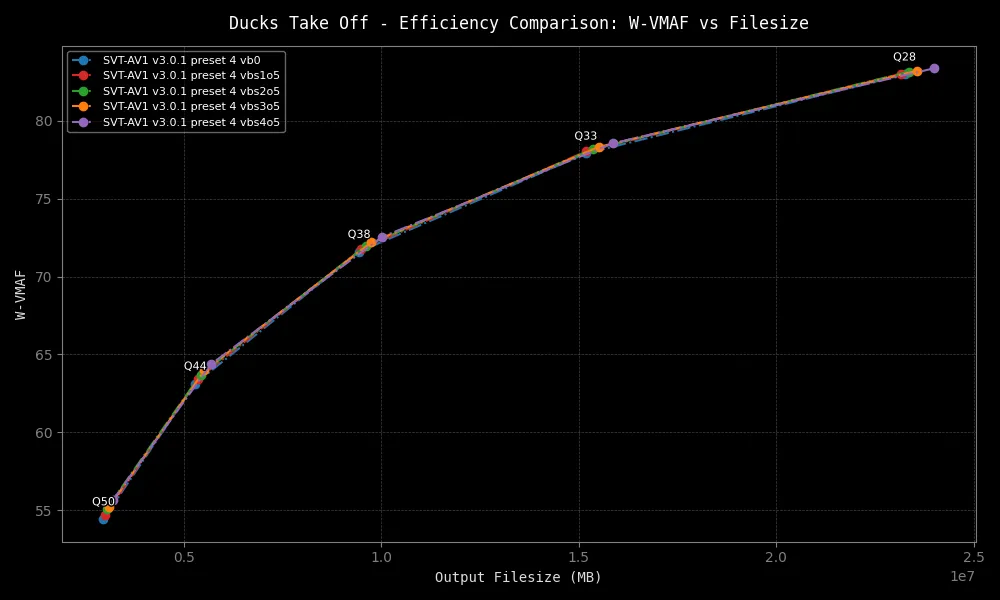 Ducks Take Off - Efficiency Comparison: W-VMAF vs Filesize
SVT-AV1 v3.0.1 preset 4 vb0
SVT-AV1 v3.0.1 preset 4 vbs1o5
SVT-AV1 v3.0.1 preset 4 vbs2o5
SVT-AV1 v3.0.1 preset 4 vbs3o5
SVT-AV1 v3.0.1 preset 4 vbs4o5
Q28
Q33
Q38
Q44
Q50
80
75
70
65
60
55
W-VMAF
0.5
1.0
1.5
2.0
2.5
1e7
Output Filesize (MB)